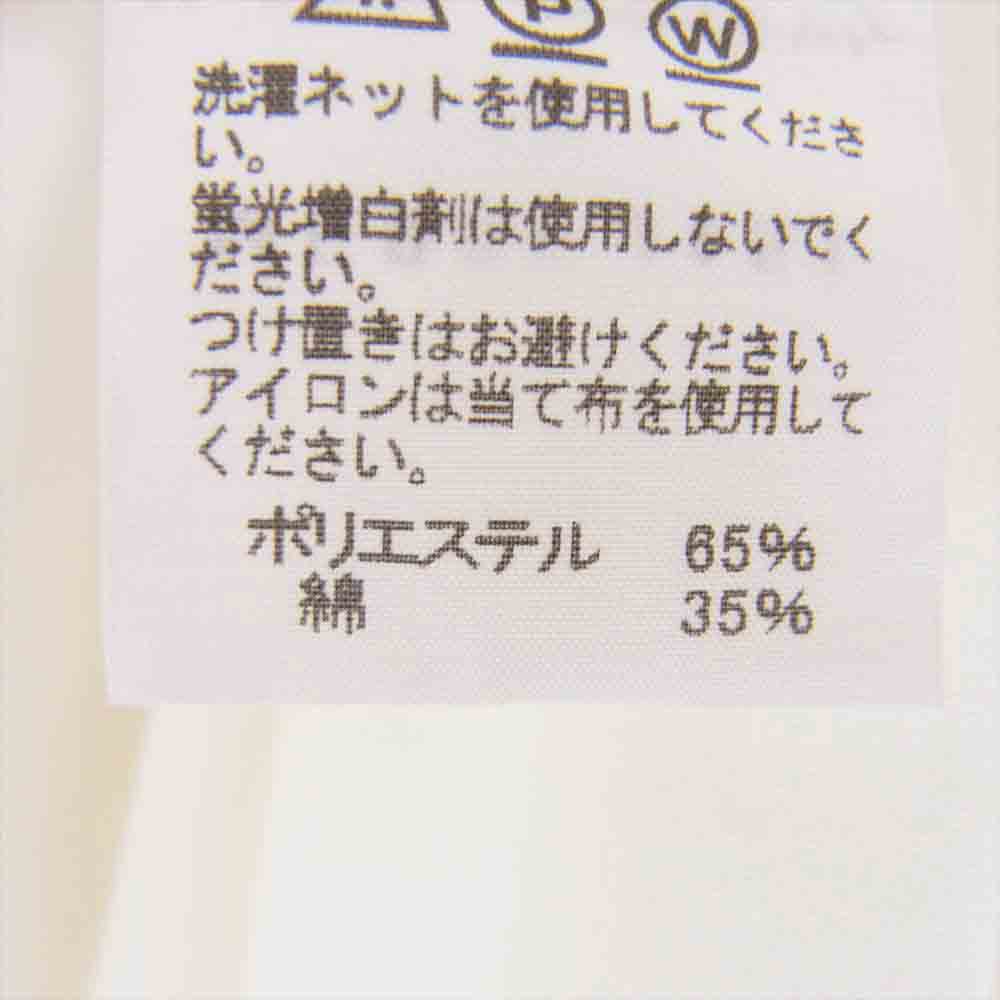 P W
洗濯ネットを使用してくださ
い。
蛍光増白剤は使用しないでく
ださい。
つけ置きはお避けください。
アイロンは当て布を使用して
ください。
ポリエステル 65%
綿 35%